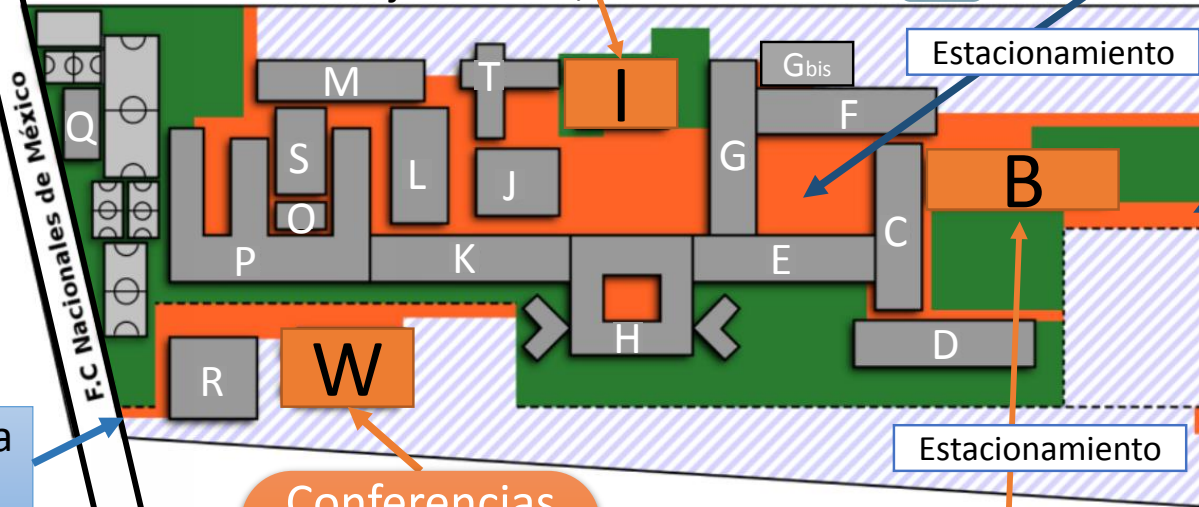 Estacionamiento
Gbis
M
T
I
F
Q
S
L
J
G
B
O
C
P
K
E
H
D
R
W
F.C Nacionales de México
a
Estacionamiento
Conferencias